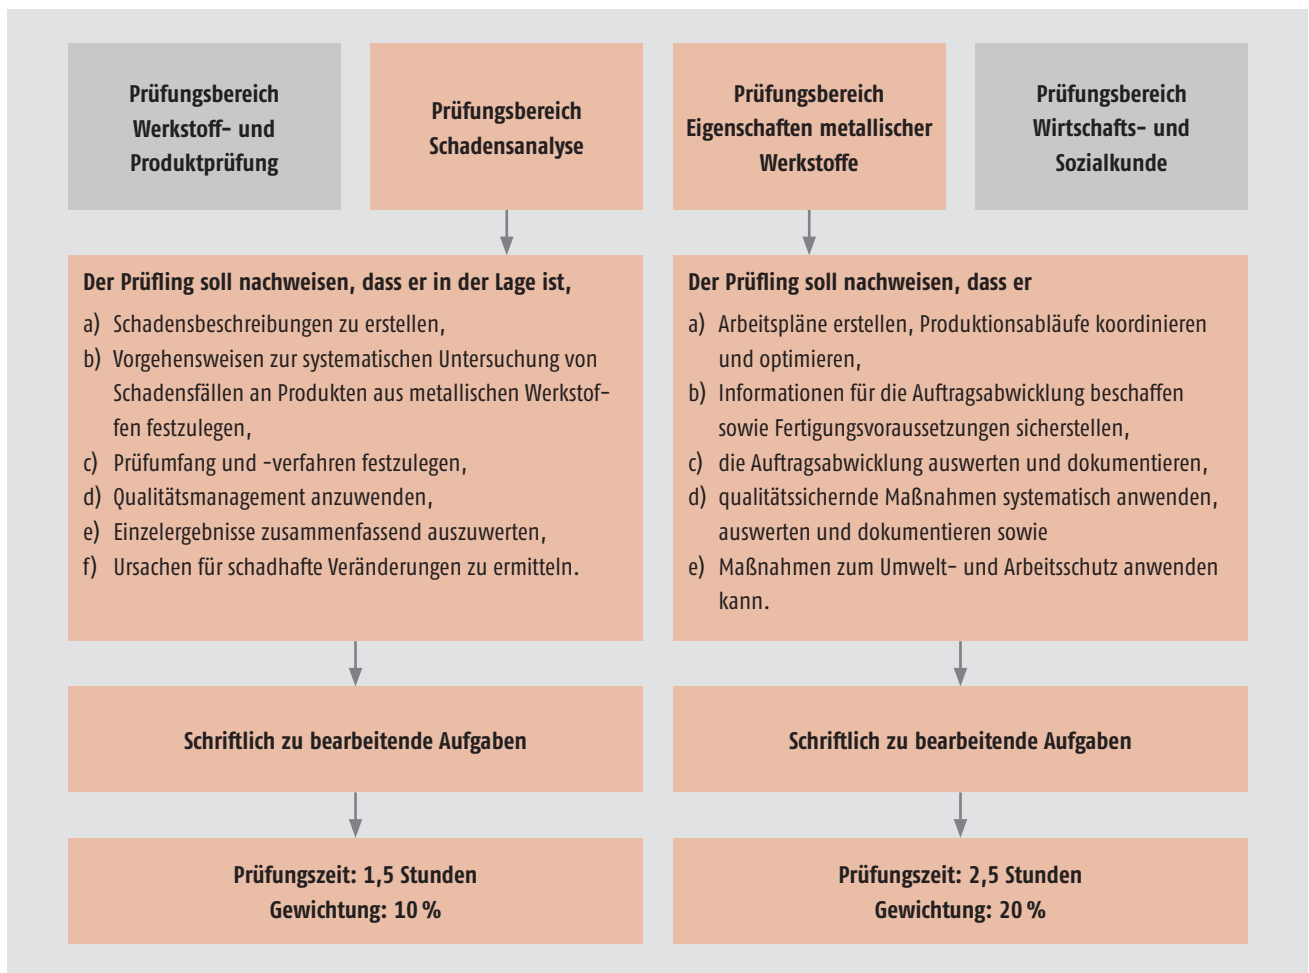 Prüfungsbereich
Werkstoff- und
Produktprüfung
Prüfungsbereich
Schadensanalyse
Prüfungsbereich
Eigenschaften metallischer
Werkstoffe
Prüfungsbereich
Wirtschafts- und
Sozialkunde
Der Prüfling soll nachweisen, dass er in der Lage ist,
a) Schadensbeschreibungen zu erstellen,
b) Vorgehensweisen zur systematischen Untersuchung von
Schadensfällen an Produkten aus metallischen Werkstof-
fen festzulegen,
c) Prüfumfang und -verfahren festzulegen,
d) Qualitätsmanagement anzuwenden,
e) Einzelergebnisse zusammenfassend auszuwerten,
f) Ursachen für schadhafte Veränderungen zu ermitteln.
Der Prüfling soll nachweisen, dass er
a) Arbeitspläne erstellen, Produktionsabläufe koordinieren
und optimieren,
b) Informationen für die Auftragsabwicklung beschaffen
sowie Fertigungsvoraussetzungen sicherstellen,
c) die Auftragsabwicklung auswerten und dokumentieren,
d) qualitätssichernde Maßnahmen systematisch anwenden,
auswerten und dokumentieren sowie
e) Maßnahmen zum Umwelt- und Arbeitsschutz anwenden
kann.
Schriftlich zu bearbeitende Aufgaben
Schriftlich zu bearbeitende Aufgaben
Prüfungszeit: 1,5 Stunden
Gewichtung: 10 %
Prüfungszeit: 2,5 Stunden
Gewichtung: 20 %